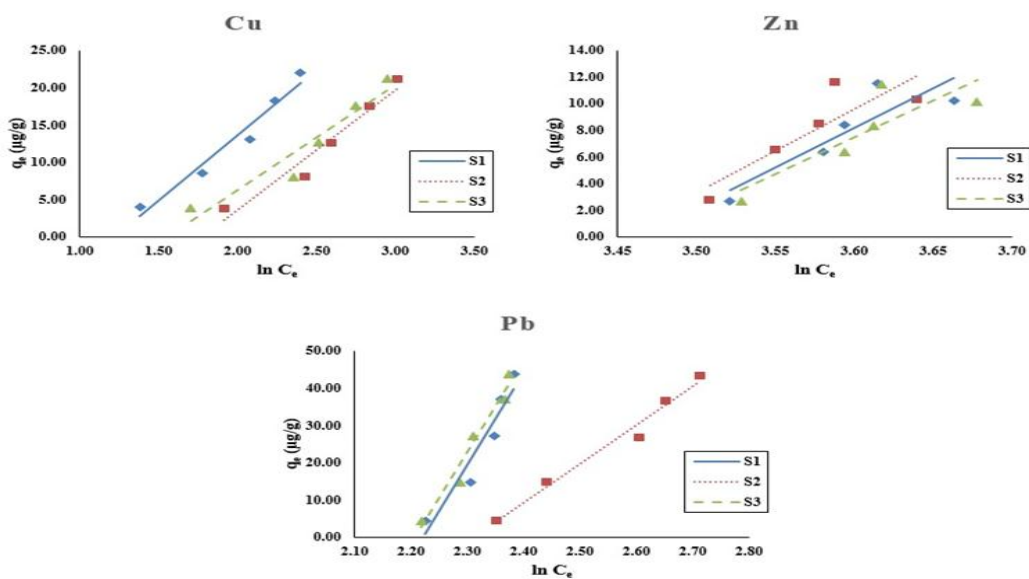 Cu
25.00
20.00
15.00
10.00
5.00
0.00
qₑ (µg/g)
1.00 1.50 2.00 2.50 3.00 3.50
ln Cₑ
S1
S2
S3
Zn
14.00
12.00
10.00
8.00
6.00
4.00
2.00
0.00
qₑ (µg/g)
3.45 3.50 3.55 3.60 3.65 3.70
ln Cₑ
S1
S2
S3
Pb
50.00
40.00
30.00
20.00
10.00
0.00
qₑ (µg/g)
2.10 2.20 2.30 2.40 2.50 2.60 2.70 2.80
ln Cₑ
S1
S2
S3